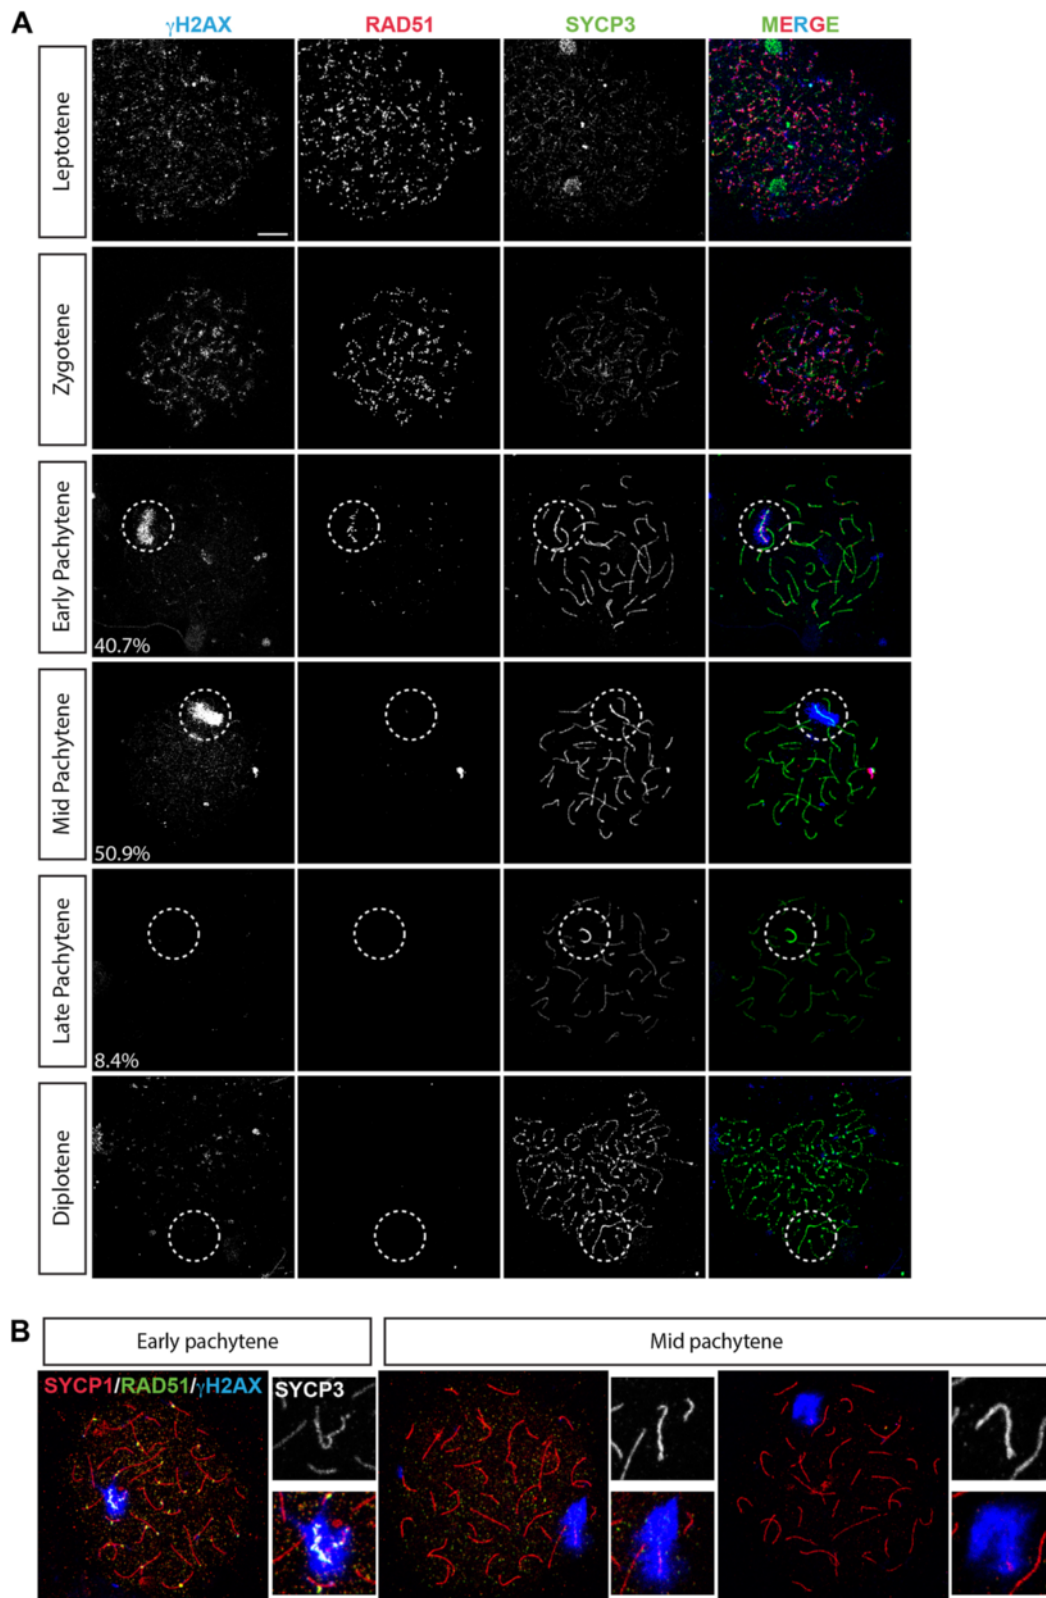 A
γH2AX RAD51 SYCP3 MERGE
Leptotene
Zygotene
Early Pachytene
40.7%
Mid Pachytene
50.9%
Late Pachytene
8.4%
Diplotene
B
Early pachytene Mid pachytene
SYCP1/RAD51/γH2AX SYCP3